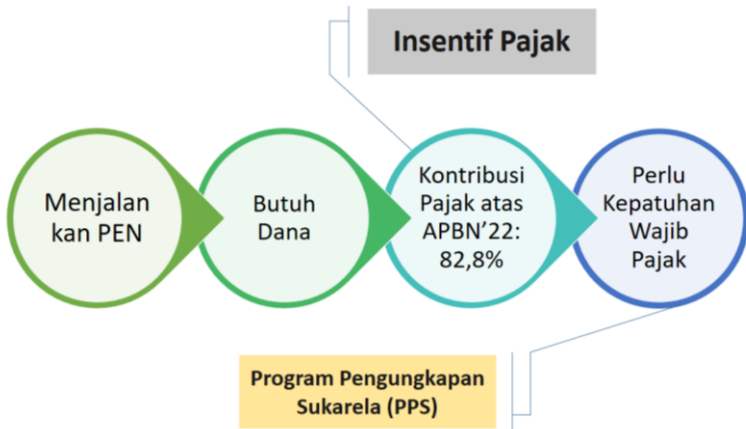 Insentif Pajak
Menjalan
kan PEN
Butuh
Dana
Kontribusi
Pajak atas
APBN’22:
82,8%
Perlu
Kepatuhan
Wajib
Pajak
Program Pengungkapan
Sukarela (PPS)